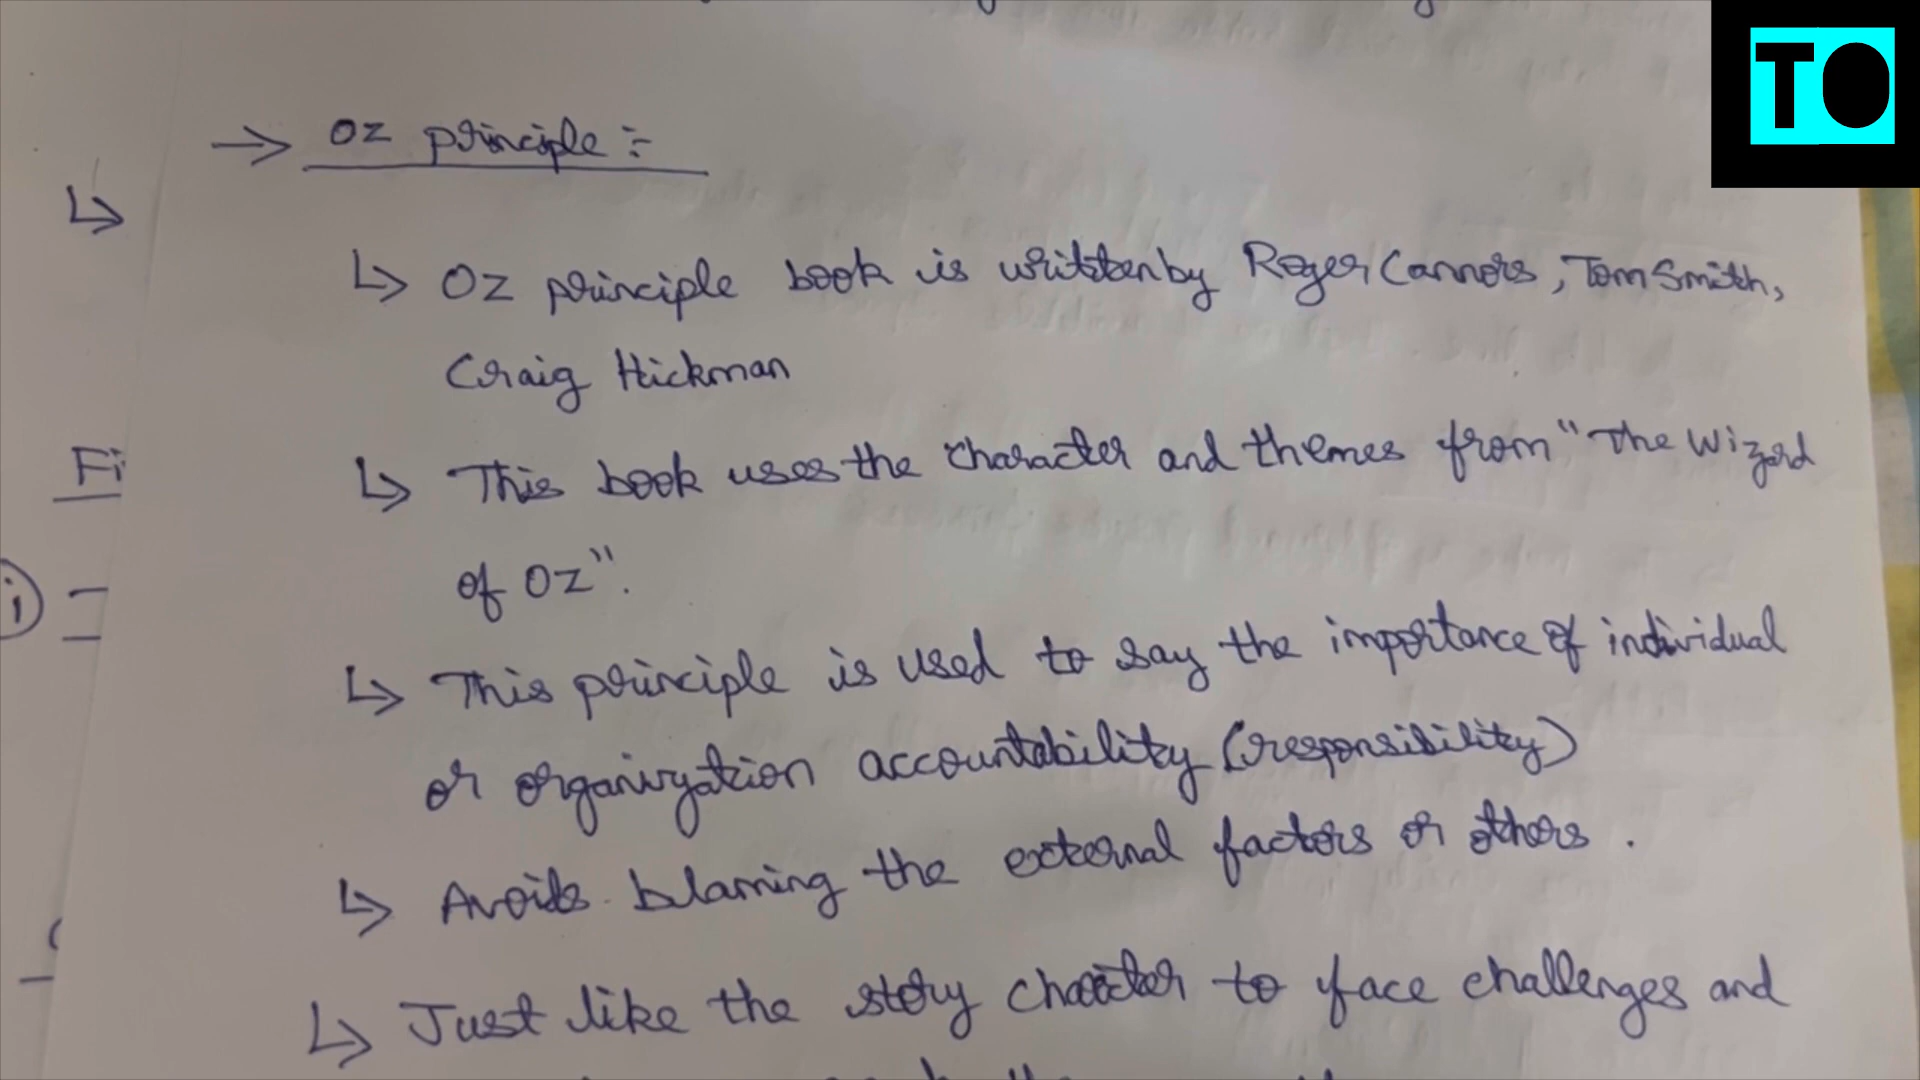 TO
→ Oz principle :-
↳ Oz principle book is written by Roger Connors, Tom Smith,
Craig Hickman
↳ This book uses the character and themes from "The Wizard
of Oz".
↳ This principle is used to say the importance of individual
or organization accountability (responsibility)
↳ Avoids blaming the external factors or others.
↳ Just like the story character to face challenges and
Fi
i